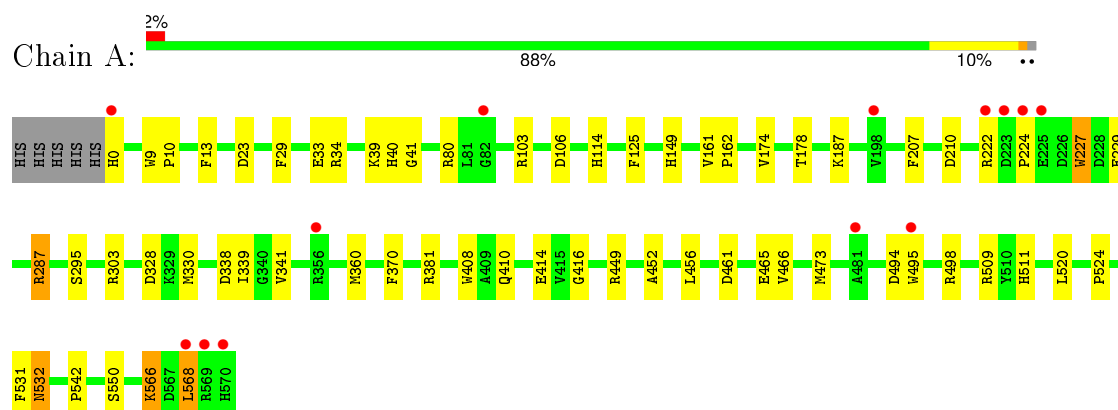 2%
Chain A:
88% 10% ••
HIS HIS HIS HIS HIS H0 W9 P10 F13 D23 F29 E33 R34 K39 H40 G41 R80 L81 G82 R103 D106 H114 F125 H149 V161 P162 V174 T178 K187 V198 F207 D210 R222 D223 P224 E225 D226 W227 D228
R287 S295 R303 D328 K329 M330 D338 I339 G340 V341 R356 M360 F370 R381 W408 A409 Q410 E414 V415 G416 R449 A452 L456 D461 E465 V466 M473 A481 D494 W495 R498 R509 Y510 H511 L520 P524
F531 N532 P542 S550 K566 D567 L568 R569 H570